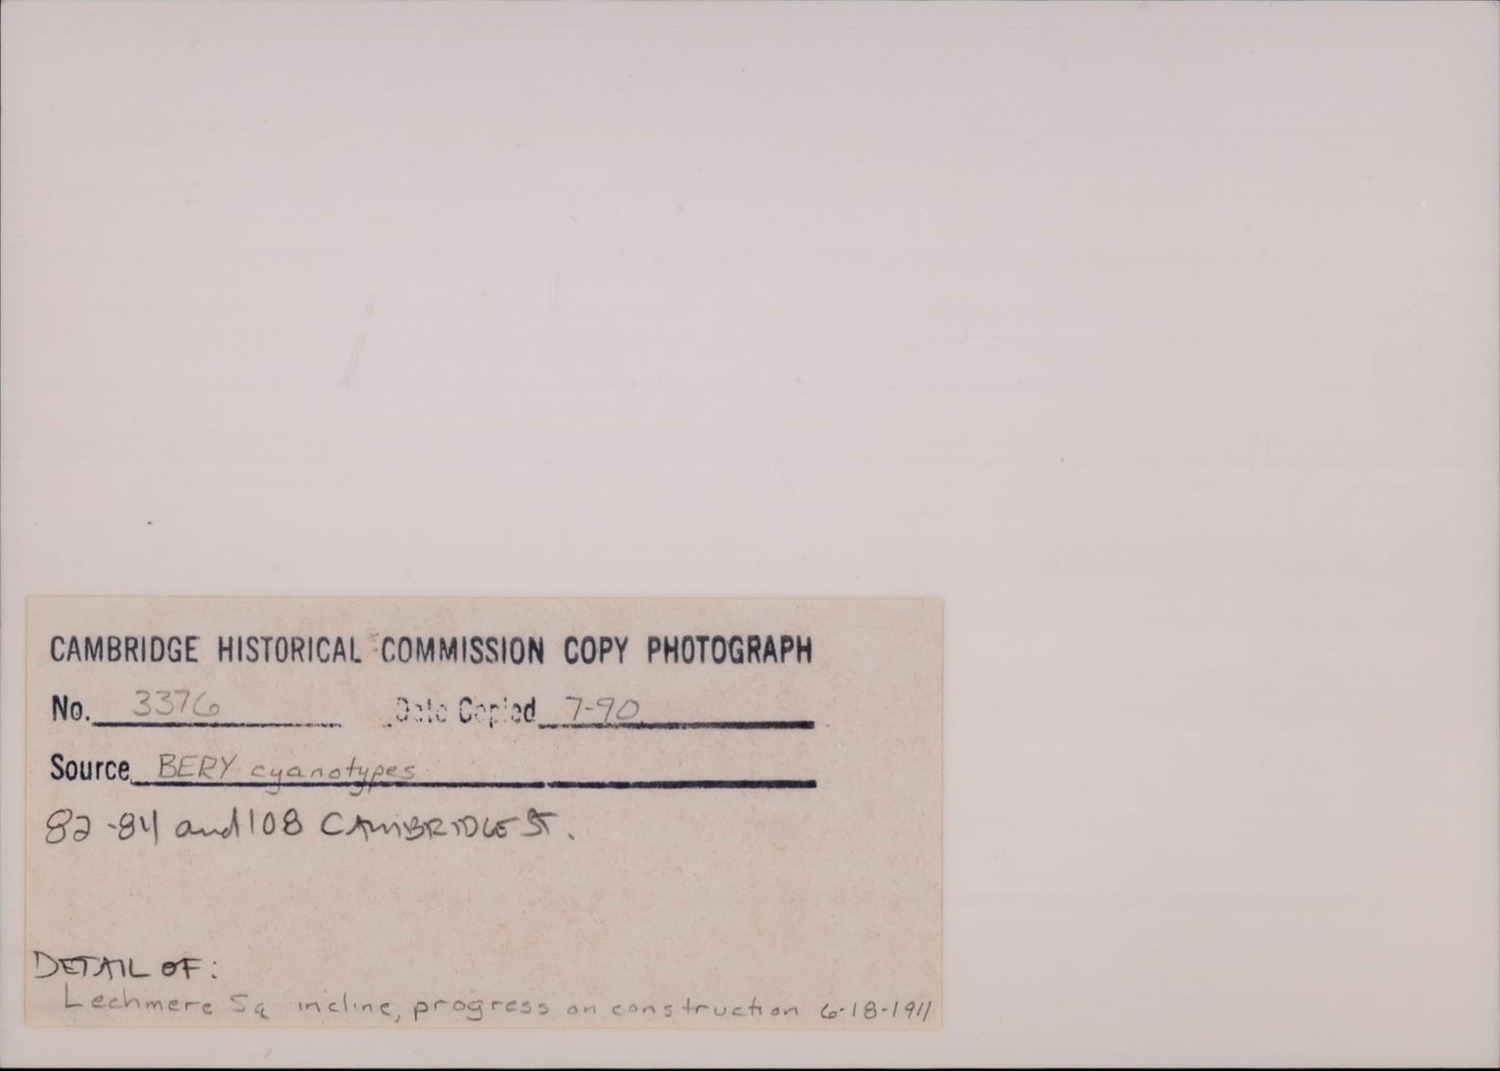 CAMBRIDGE HISTORICAL COMMISSION COPY PHOTOGRAPH
No. 3376 Date Copied 7-90
Source BERY cyanotypes
82-84 and 108 CAMBRIDGE ST.
DETAIL OF:
Lechmere Sq incline, progress on construction 6-18-1911